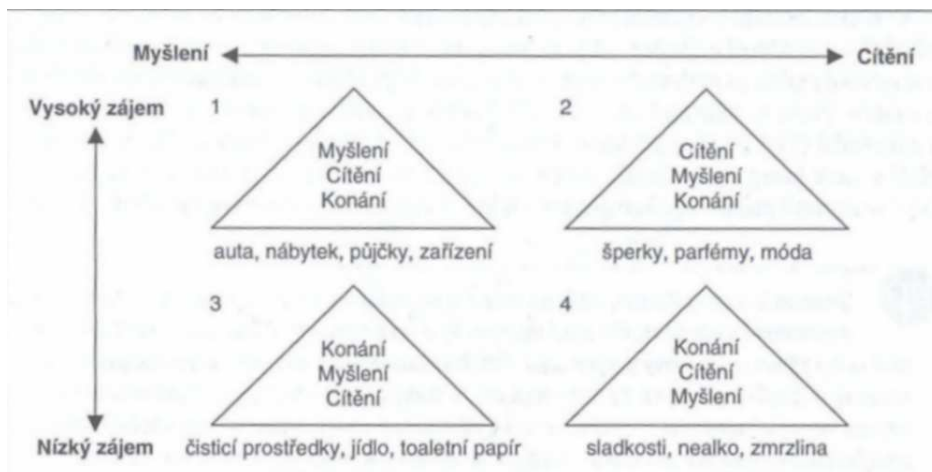 Myšlení Cítění
Vysoký zájem 1 2
Myšlení
Cítění
Konání
Cítění
Myšlení
Konání
auta, nábytek, půjčky, zařízení
šperky, parfémy, móda
3 4
Konání
Myšlení
Cítění
Konání
Cítění
Myšlení
Nízký zájem
čisticí prostředky, jídlo, toaletní papír
sladkosti, nealko, zmrzlina